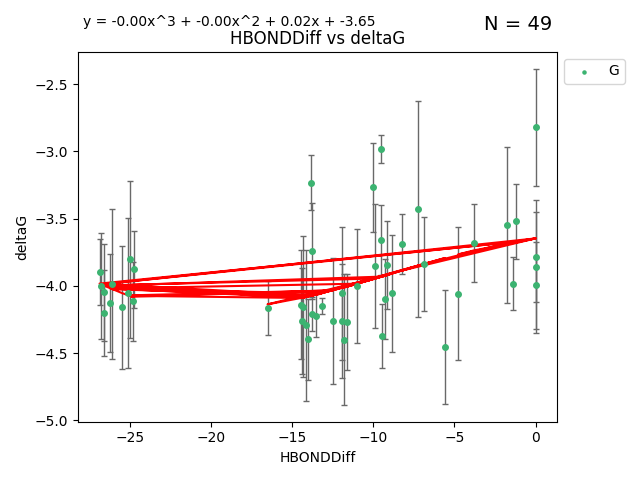 y = -0.00x^3 + -0.00x^2 + 0.02x + -3.65
N = 49
HBONDDiff vs deltaG
G
deltaG
−2.5
−3.0
−3.5
−4.0
−4.5
−5.0
−25
−20
−15
−10
−5
0
HBONDDiff